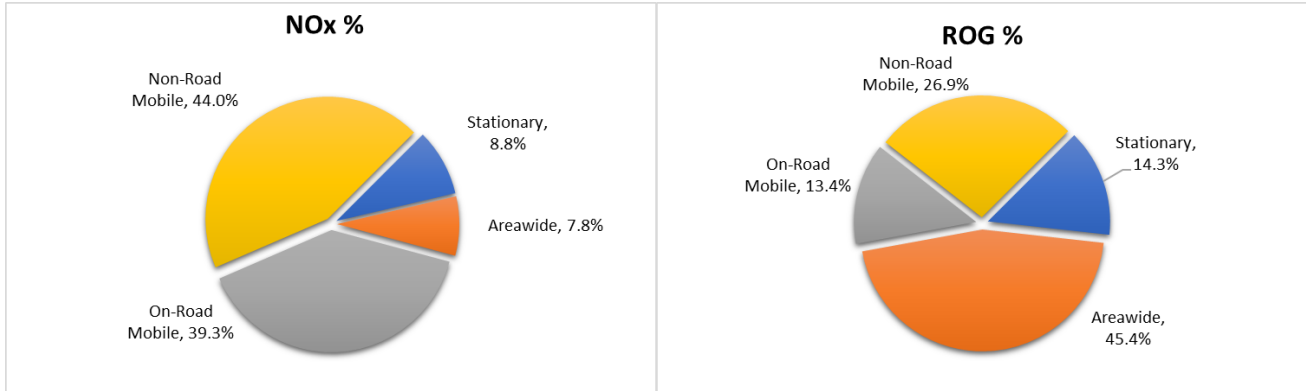 NOx %
Non-Road
Mobile, 44.0%
Stationary,
8.8%
Areawide, 7.8%
On-Road
Mobile, 39.3%
ROG %
Non-Road
Mobile, 26.9%
Stationary,
14.3%
On-Road
Mobile, 13.4%
Areawide,
45.4%